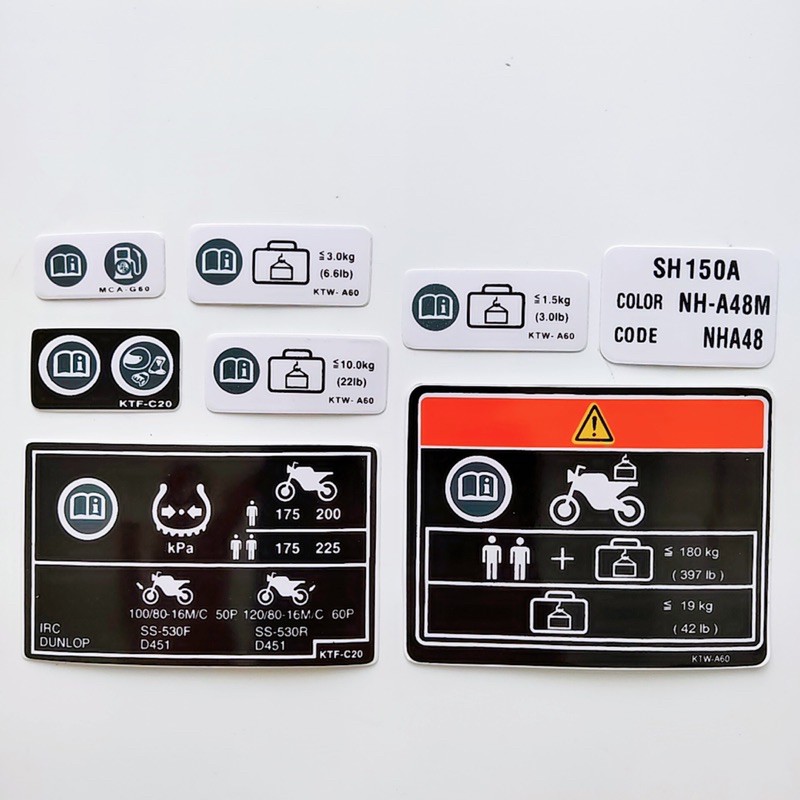 MCA-G60
≤ 3.0kg
(6.6lb)
KTW- A60
≤ 1.5kg
(3.0lb)
KTW- A60
SH150A
COLOR NH-A48M
CODE NHA48
KTF-C20
≤ 10.0kg
(22lb)
KTW- A60
175 200
kPa
175 225
100/80-16M/C 50P 120/80-16M/C 60P
IRC SS-530F SS-530R
DUNLOP D451 D451
KTF-C20
+
≤ 180 kg
( 397 lb )
≤ 19 kg
( 42 lb )
KTW-A60